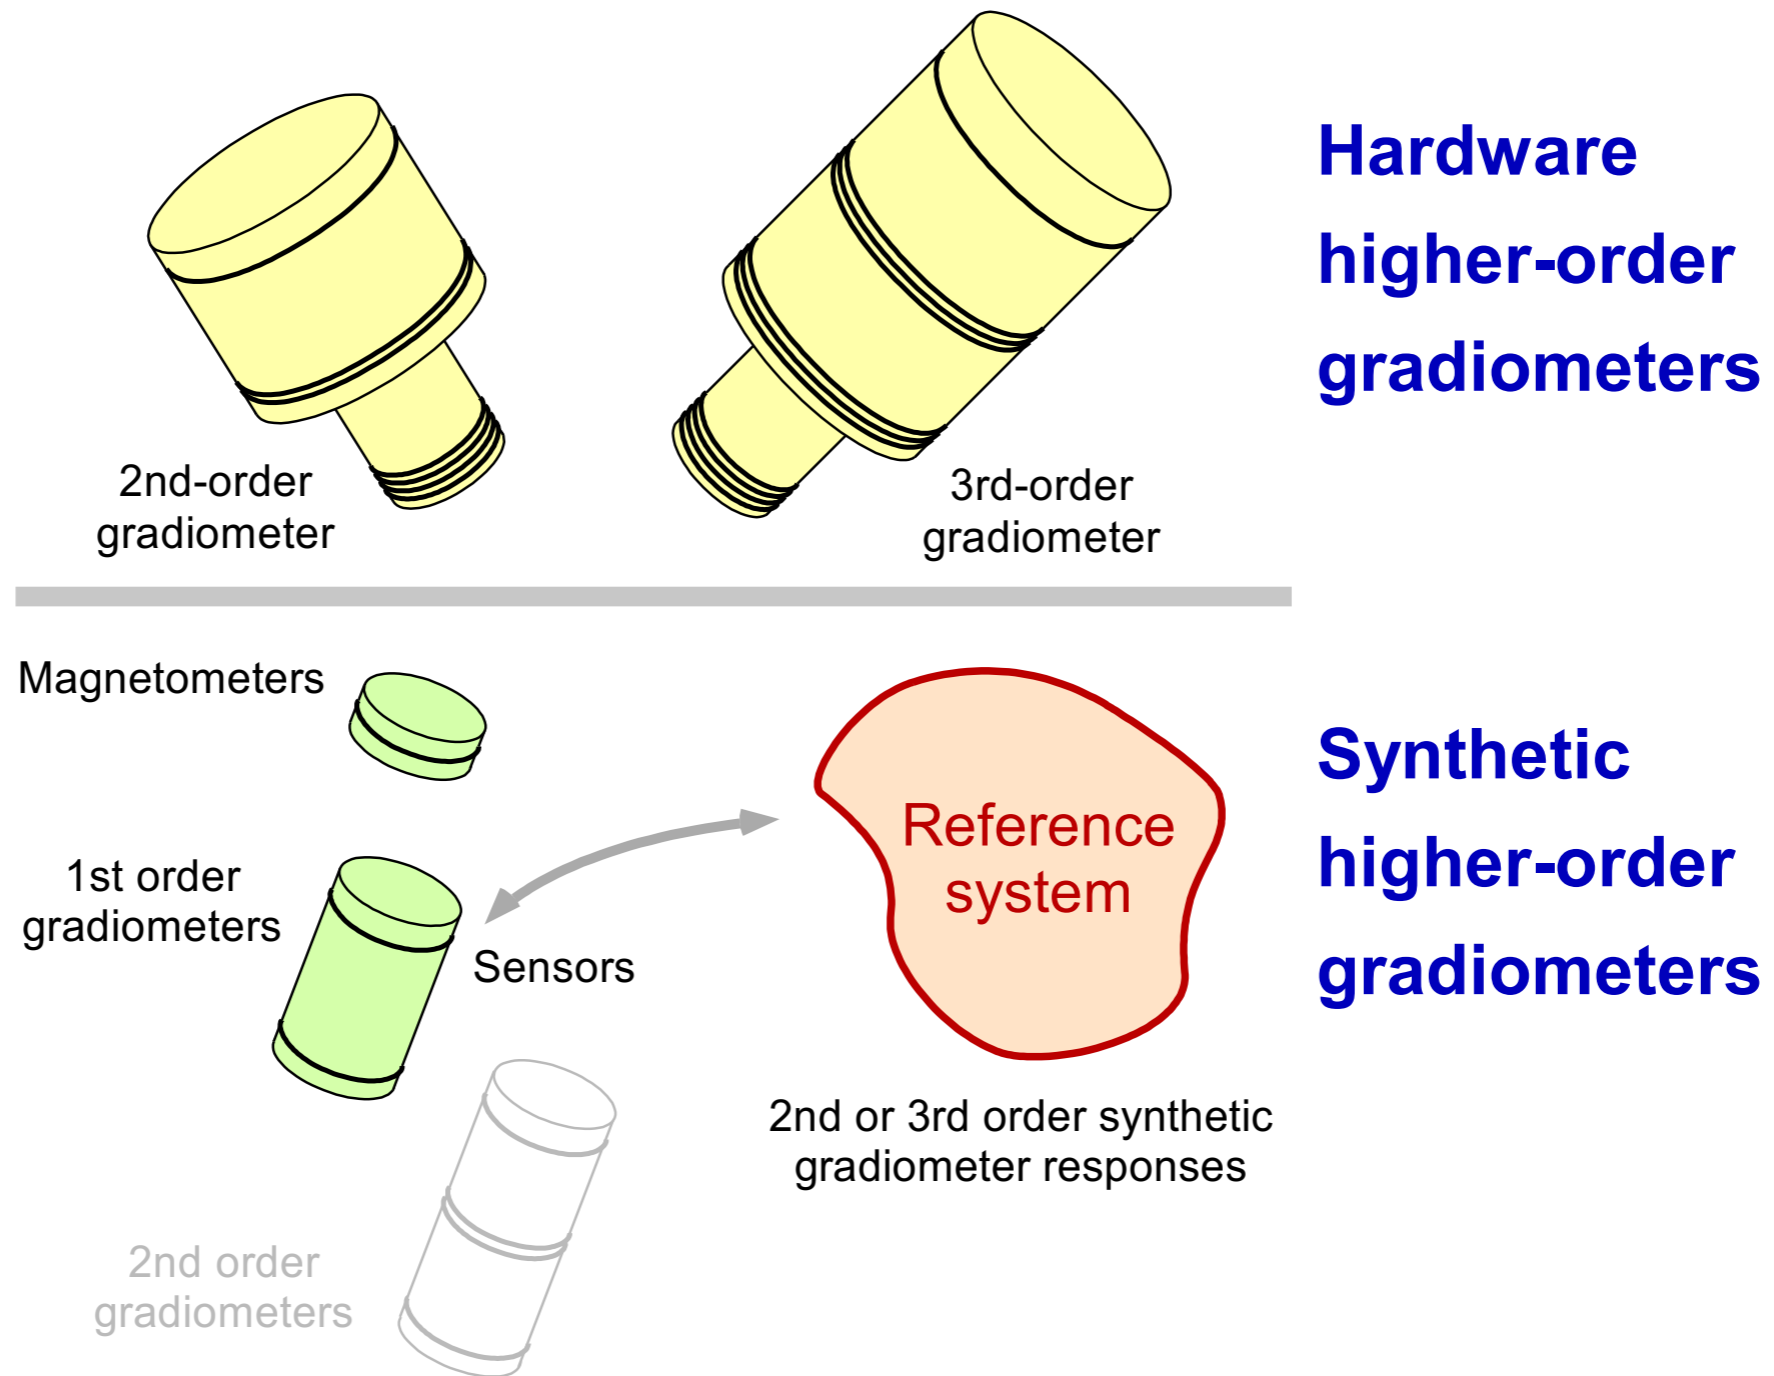 Hardware
higher-order
gradiometers
2nd-order
gradiometer
3rd-order
gradiometer
Magnetometers
1st order
gradiometers
Sensors
2nd order
gradiometers
Reference
system
2nd or 3rd order synthetic
gradiometer responses
Synthetic
higher-order
gradiometers